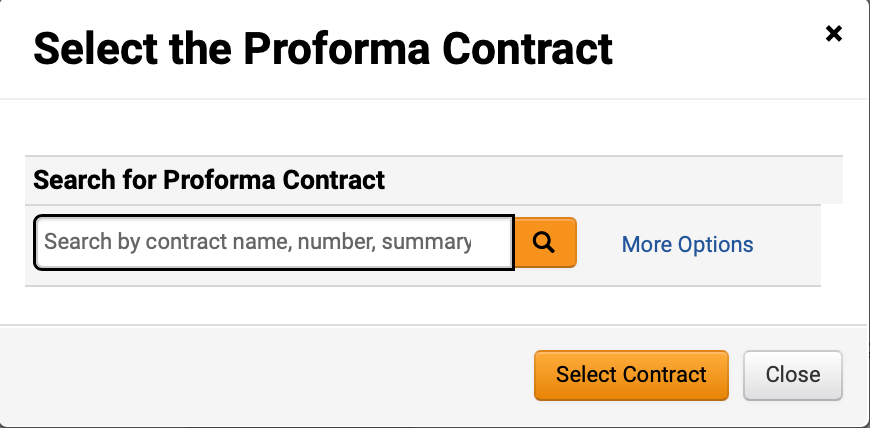 Select the Proforma Contract
×
Search for Proforma Contract
Search by contract name, number, summary
More Options
Select Contract
Close